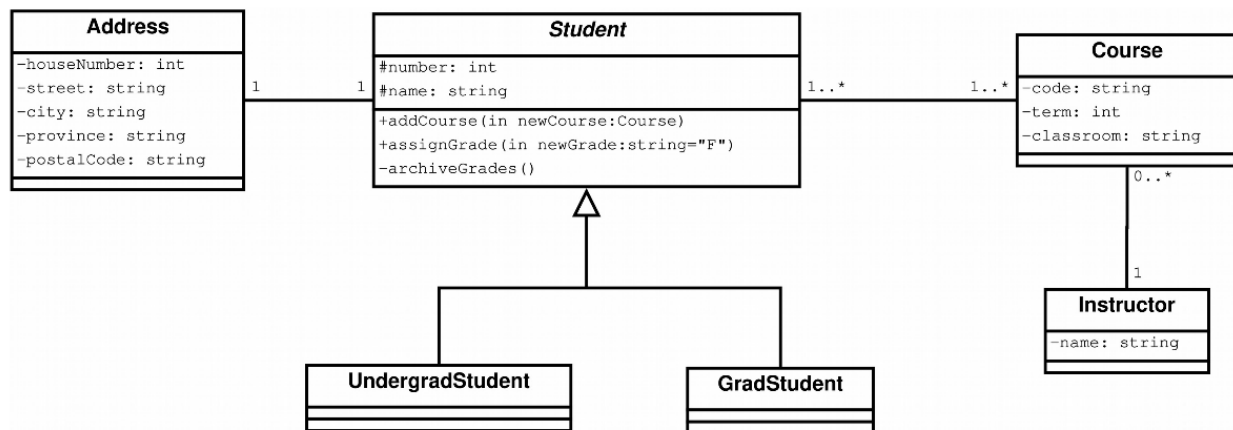 Address
-houseNumber: int
-street: string
-city: string
-province: string
-postalCode: string
1
1
Student
#number: int
#name: string
+addCourse(in newCourse:Course)
+assignGrade(in newGrade:string="F")
-archiveGrades()
1..*
1..*
Course
-code: string
-term: int
-classroom: string
0..*
1
Instructor
-name: string
UndergradStudent
GradStudent